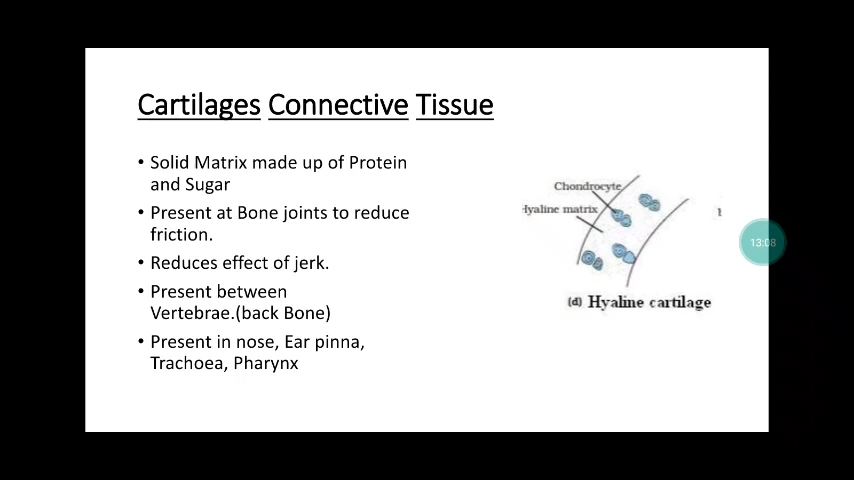 Cartilages Connective Tissue
• Solid Matrix made up of Protein
and Sugar
• Present at Bone joints to reduce
friction.
• Reduces effect of jerk.
• Present between
Vertebrae.(back Bone)
• Present in nose, Ear pinna,
Trachoea, Pharynx
Chondrocyte
Hyaline matrix
(d) Hyaline cartilage
13:08